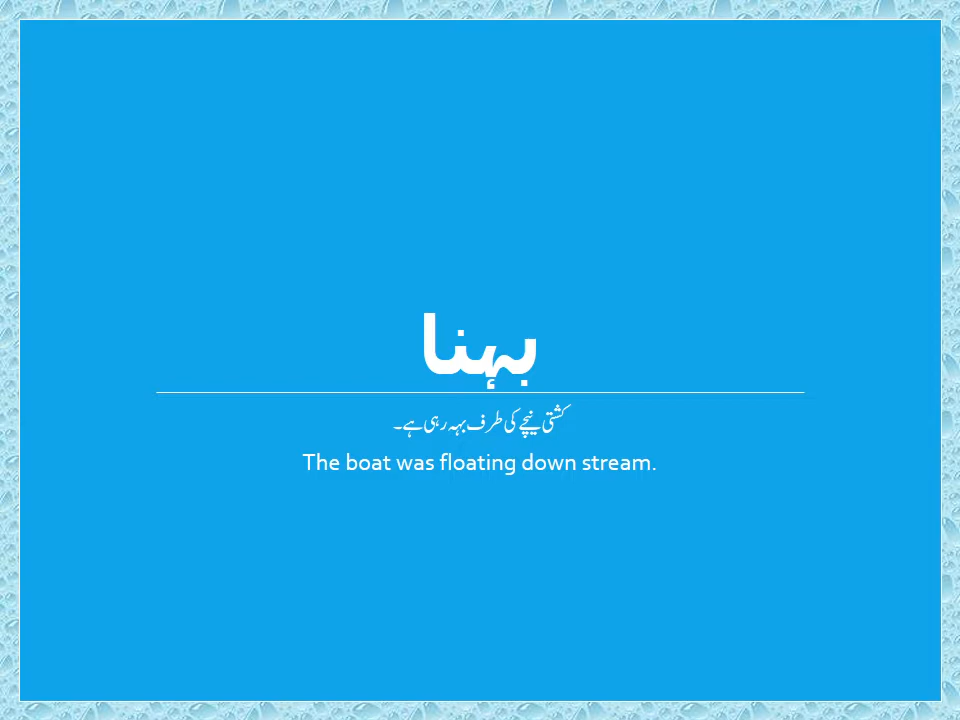 بہنا
کشتی نیچے کی طرف بہہ رہی ہے۔
The boat was floating down stream.